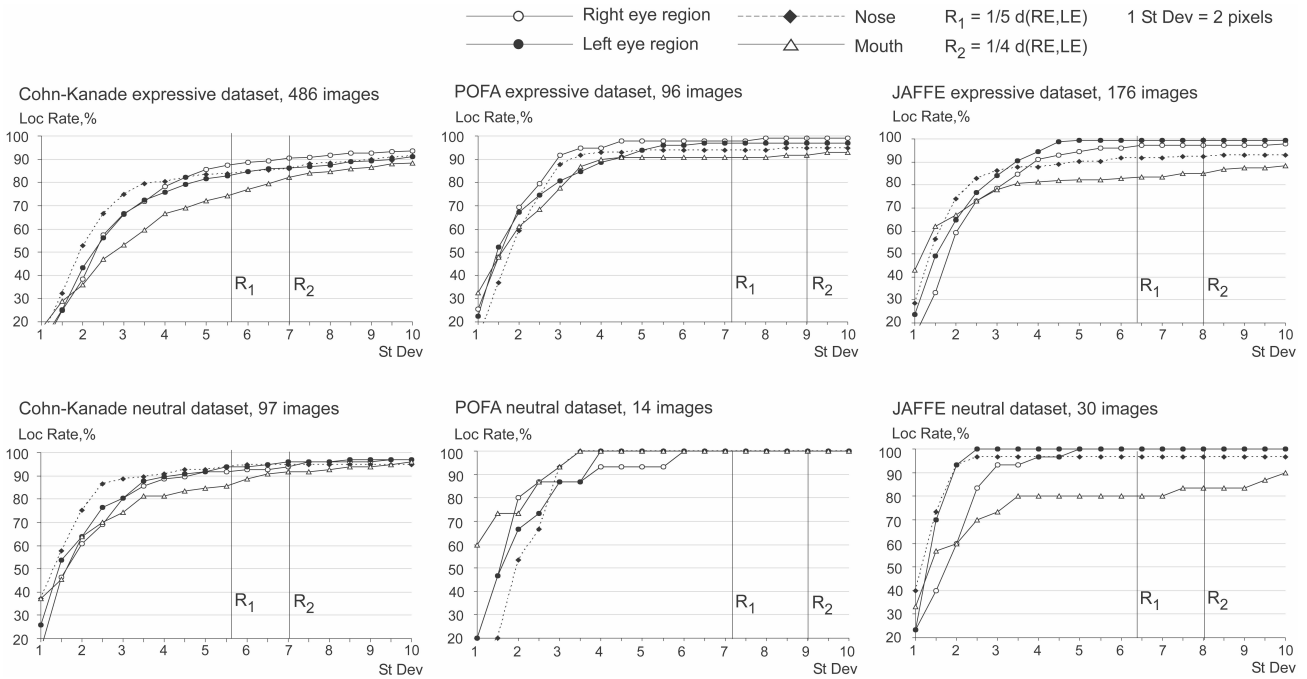 Right eye region Nose R1 = 1/5 d(RE,LE) 1 St Dev = 2 pixels
Left eye region Mouth R2 = 1/4 d(RE,LE)
Cohn-Kanade expressive dataset, 486 images
Loc Rate,%
100
90
80
70
60
50
40
30
20
R1 R2
1 2 3 4 5 6 7 8 9 10
St Dev
POFA expressive dataset, 96 images
Loc Rate,%
100
90
80
70
60
50
40
30
20
R1 R2
1 2 3 4 5 6 7 8 9 10
St Dev
JAFFE expressive dataset, 176 images
Loc Rate,%
100
90
80
70
60
50
40
30
20
R1 R2
1 2 3 4 5 6 7 8 9 10
St Dev
Cohn-Kanade neutral dataset, 97 images
Loc Rate,%
100
90
80
70
60
50
40
30
20
R1 R2
1 2 3 4 5 6 7 8 9 10
St Dev
POFA neutral dataset, 14 images
Loc Rate,%
100
90
80
70
60
50
40
30
20
R1 R2
1 2 3 4 5 6 7 8 9 10
St Dev
JAFFE neutral dataset, 30 images
Loc Rate,%
100
90
80
70
60
50
40
30
20
R1 R2
1 2 3 4 5 6 7 8 9 10
St Dev